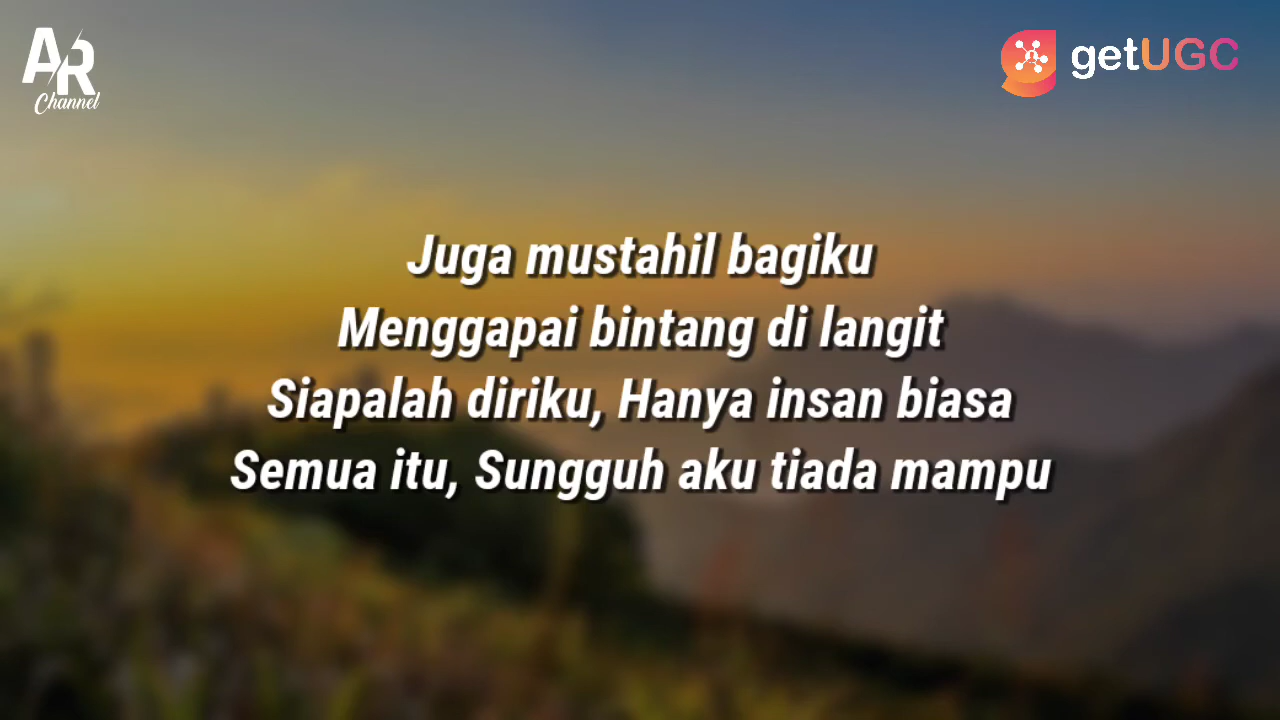 AR
Channel
getUGC
Juga mustahil bagiku
Menggapai bintang di langit
Siapalah diriku, Hanya insan biasa
Semua itu, Sungguh aku tiada mampu